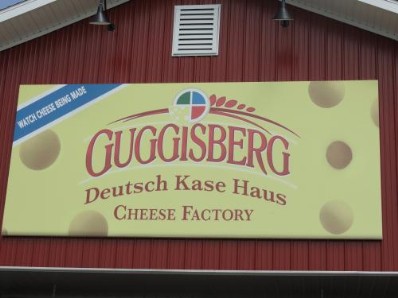 WATCH CHEESE BEING MADE
GUGGISBERG
Deutsch Kase Haus
CHEESE FACTORY